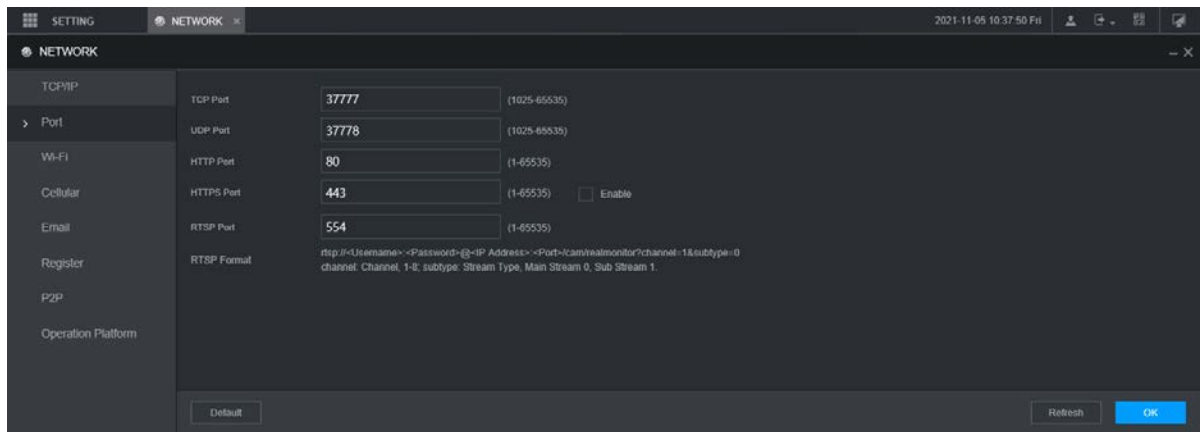 SETTING NETWORK × 2021-11-05 10:37:50 Fri
NETWORK
TCP/IP
Port
Wi-Fi
Cellular
Email
Register
P2P
Operation Platform
TCP Port 37777 (1025-65535)
UDP Port 37778 (1025-65535)
HTTP Port 80 (1-65535)
HTTPS Port 443 (1-65535) Enable
RTSP Port 554 (1-65535)
RTSP Format rtsp://<Username>:<Password>@<IP Address>:<Port>/cam/realmonitor?channel=1&subtype=0
channel: Channel, 1-8; subtype: Stream Type, Main Stream 0, Sub Stream 1.
Default Refresh OK